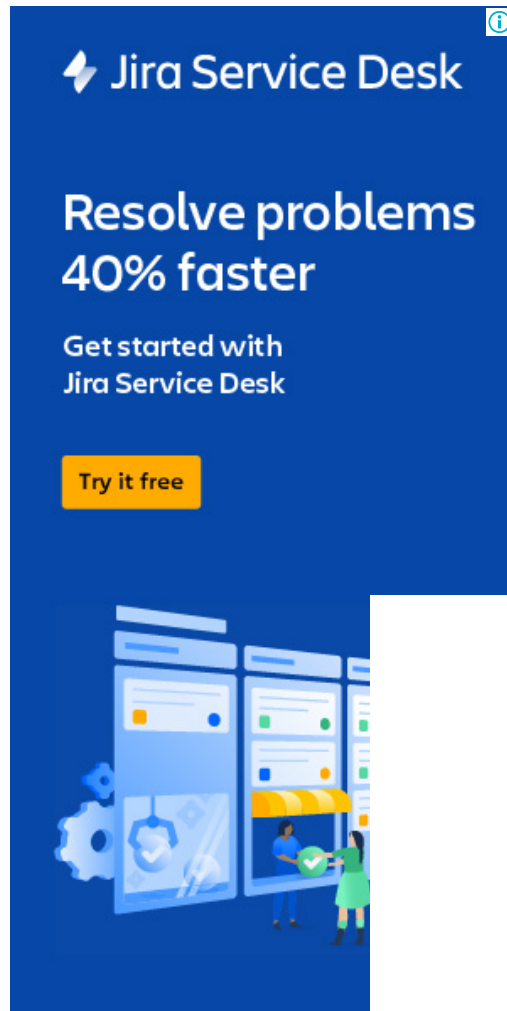 Jira Service Desk
Resolve problems
40% faster
Get started with
Jira Service Desk
Try it free